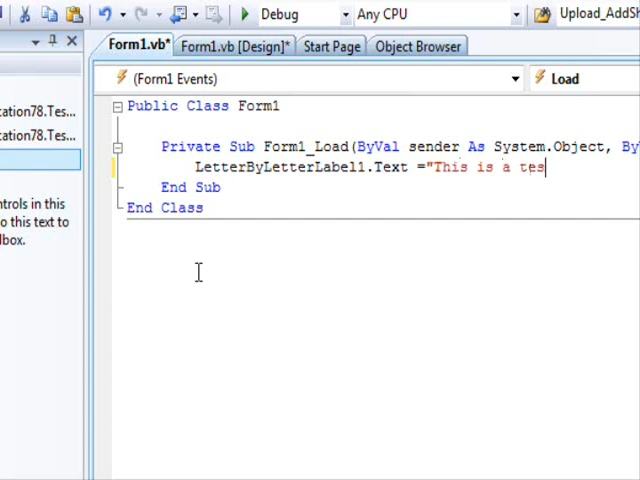 Debug Any CPU Upload_AddSh
Form1.vb* Form1.vb [Design]* Start Page Object Browser
(Form1 Events) Load
Public Class Form1
Private Sub Form1_Load(ByVal sender As System.Object, By
LetterByLetterLabel1.Text ="This is a tes
End Sub
End Class
cation78.Tes...
cation78.Tes...
ntrols in this
o this text to
lbox.